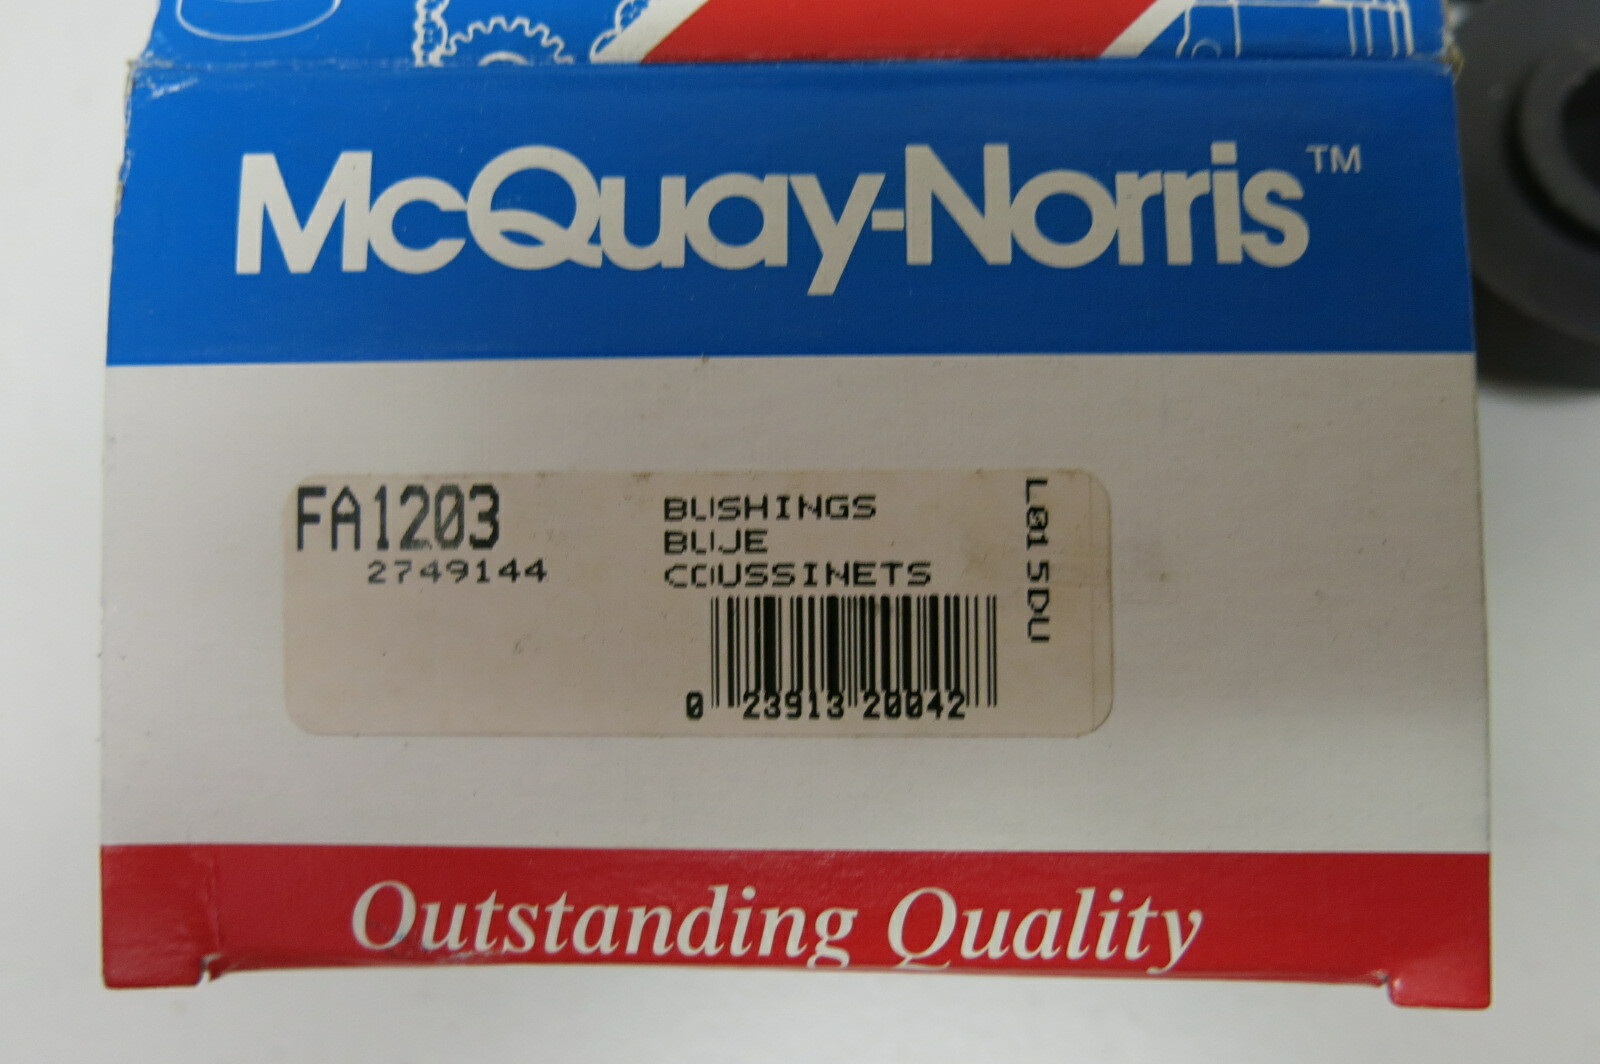 McQuay-Norris™
FA1203
2749144
BUSHINGS
BUJE
COUSSINETS
L01 5DU
0 23913 20042
Outstanding Quality